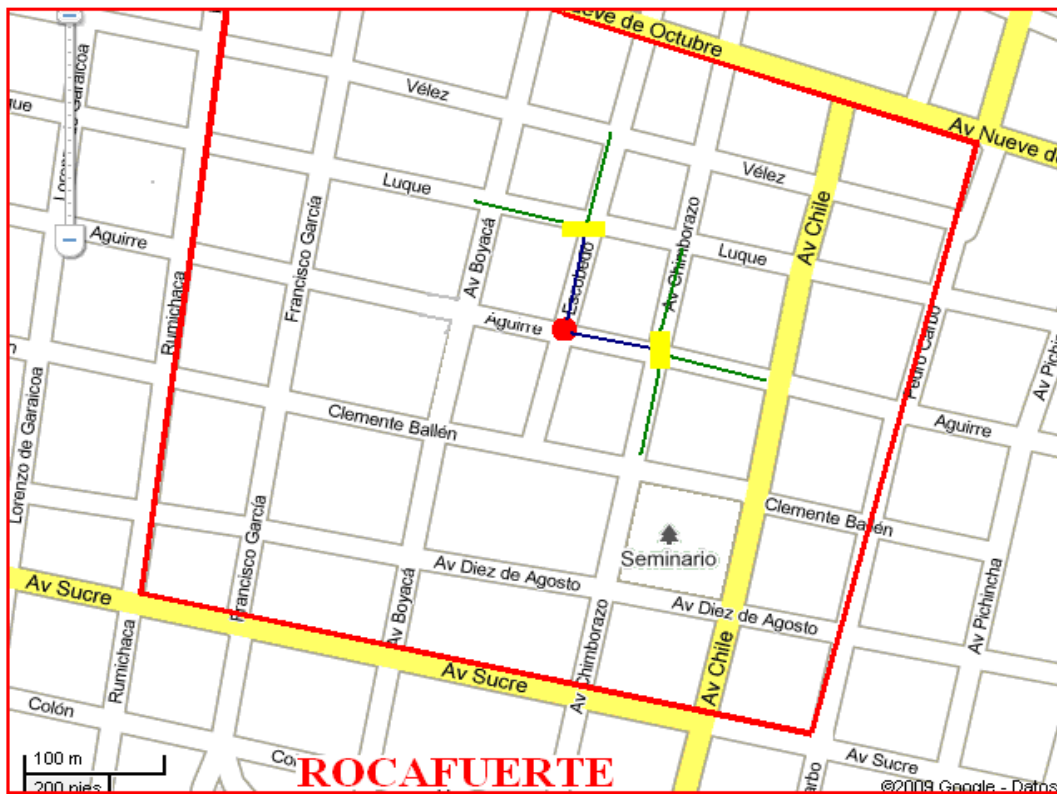 Av Nueve de Octubre
Av Nueve de
Lorenzo de Garaicoa
Vélez
Vélez
Luque
Luque
Aguirre
Aguirre
Aguirre
Rumichaca
Francisco García
Av Boyacá
Escobedo
Av Chimborazo
Av Chile
Pedro Carbo
Av Pichincha
Lorenzo de Garaicoa
Clemente Ballén
Clemente Ballén
Francisco García
Seminario
Av Diez de Agosto
Av Diez de Agosto
Av Boyacá
Av Chimborazo
Av Chile
Av Pichincha
Av Sucre
Av Sucre
Av Sucre
Rumichaca
Colón
100 m
200 pies
ROCAFUERTE
©2009 Google - Datos